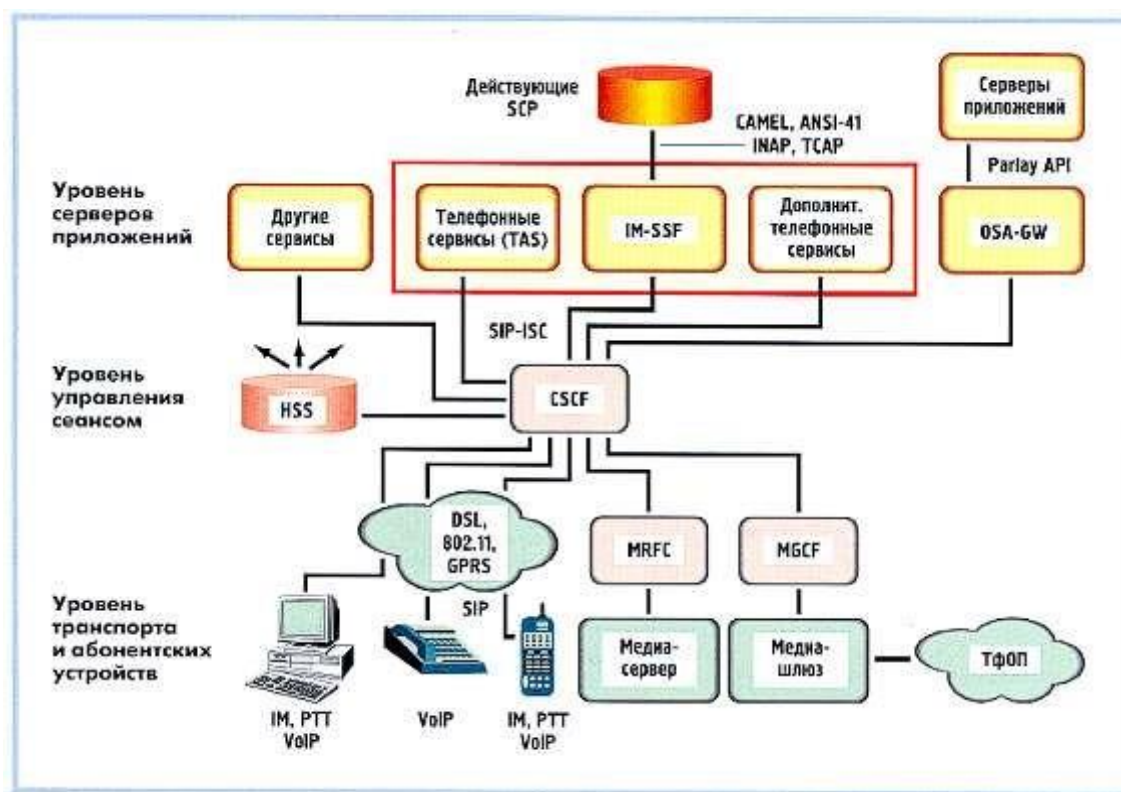 Действующие
SCP
CAMEL, ANSI-41
INAP, TCAP
Серверы
приложений
Parlay API
Уровень
серверов
приложений
Другие
сервисы
Телефонные
сервисы (TAS)
IM-SSF
Дополнит.
телефонные
сервисы
OSA-GW
SIP-ISC
Уровень
управления
сеансом
HSS
CSCF
DSL,
802.11,
GPRS
MRFC
MGCF
Уровень
транспорта
и абонентских
устройств
SIP
Медиа-
сервер
Медиа-
шлюз
ТфОП
IM, PTT
VoIP
VoIP
IM, PTT
VoIP